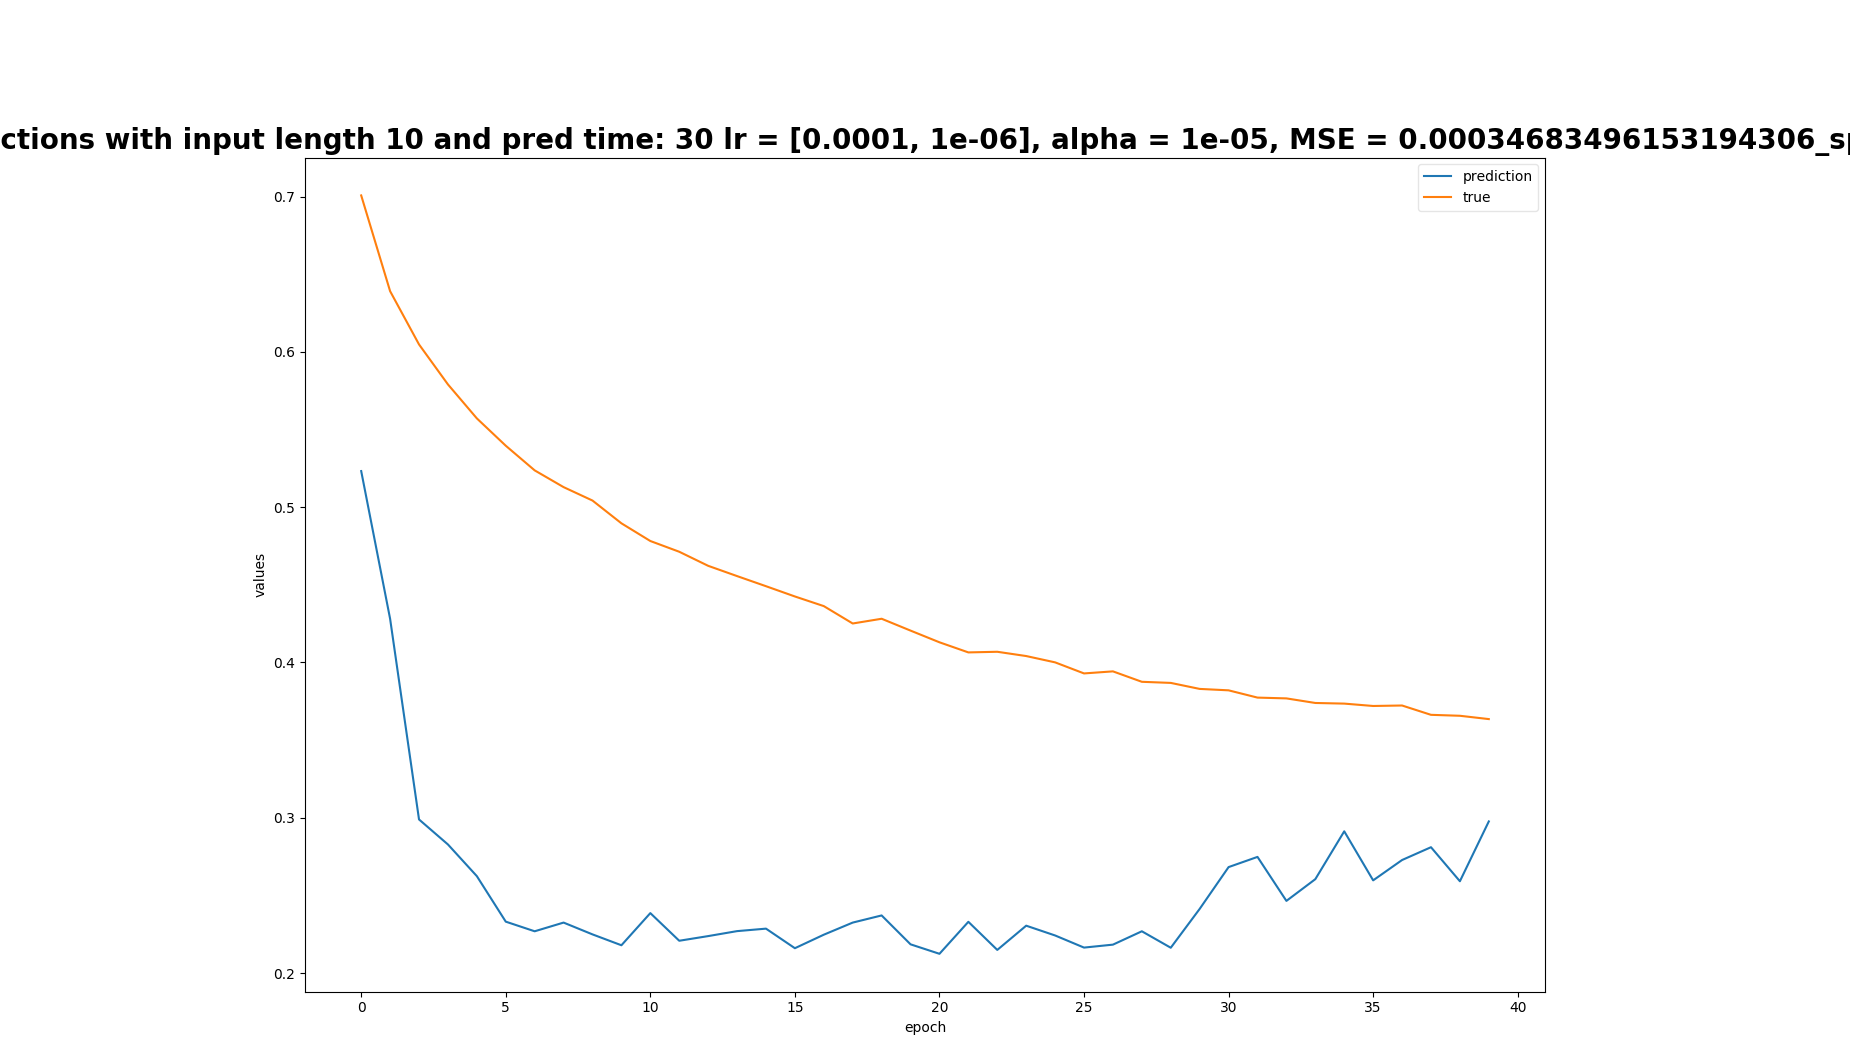 ctions with input length 10 and pred time: 30 lr = [0.0001, 1e-06], alpha = 1e-05, MSE = 0.00034683496153194306_sp
prediction
true
0.7
0.6
0.5
0.4
0.3
0.2
values
0 5 10 15 20 25 30 35 40
epoch